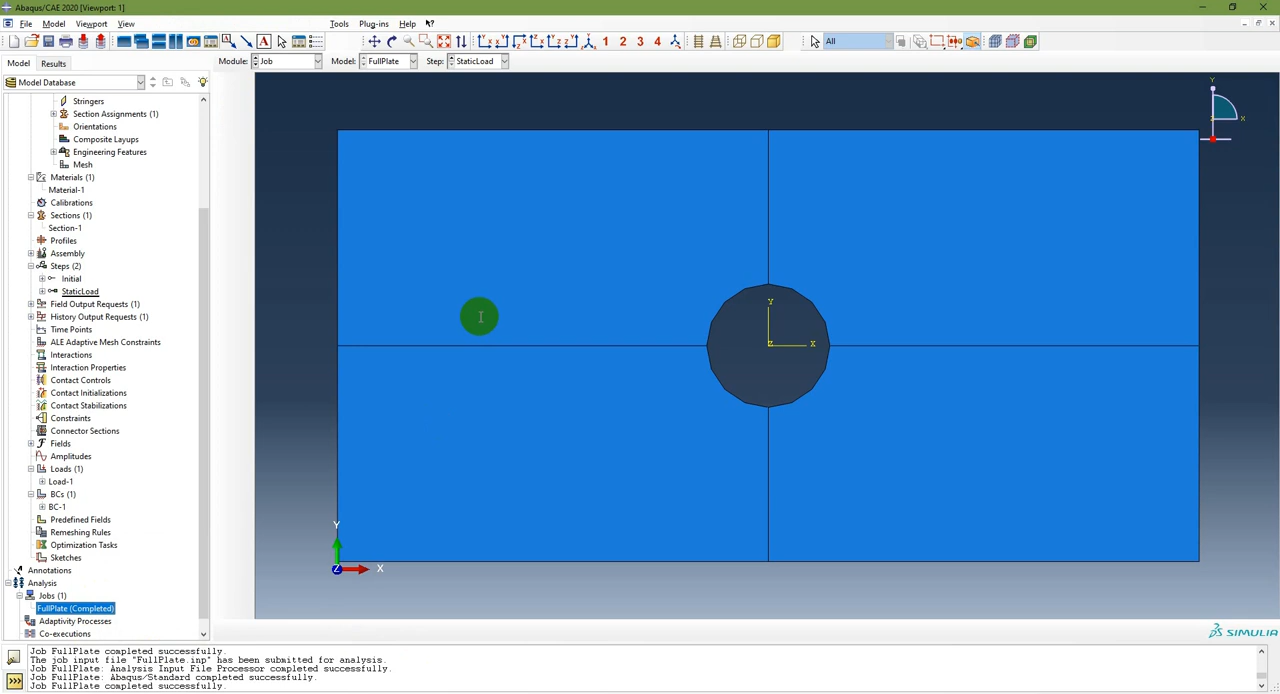 Abaqus/CAE 2020 [Viewport: 1]
File Model Viewport View Tools Plug-ins Help
1 2 3 4 All
Model Results
Module: Job Model: FullPlate Step: StaticLoad
Model Database
Stringers
Section Assignments (1)
Orientations
Composite Layups
Engineering Features
Mesh
Materials (1)
Material-1
Calibrations
Sections (1)
Section-1
Profiles
Assembly
Steps (2)
Initial
StaticLoad
Field Output Requests (1)
History Output Requests (1)
Time Points
ALE Adaptive Mesh Constraints
Interactions
Interaction Properties
Contact Controls
Contact Initializations
Contact Stabilizations
Constraints
Connector Sections
Fields
Amplitudes
Loads (1)
Load-1
BCs (1)
BC-1
Predefined Fields
Remeshing Rules
Optimization Tasks
Sketches
Annotations
Analysis
Jobs (1)
FullPlate (Completed)
Adaptivity Processes
Co-executions
Y
X
Y
Z X
Y
Z X
SIMULIA
Job FullPlate completed successfully.
The job input file "FullPlate.inp" has been submitted for analysis.
Job FullPlate: Analysis Input File Processor completed successfully.
Job FullPlate: Abaqus/Standard completed successfully.
Job FullPlate completed successfully.